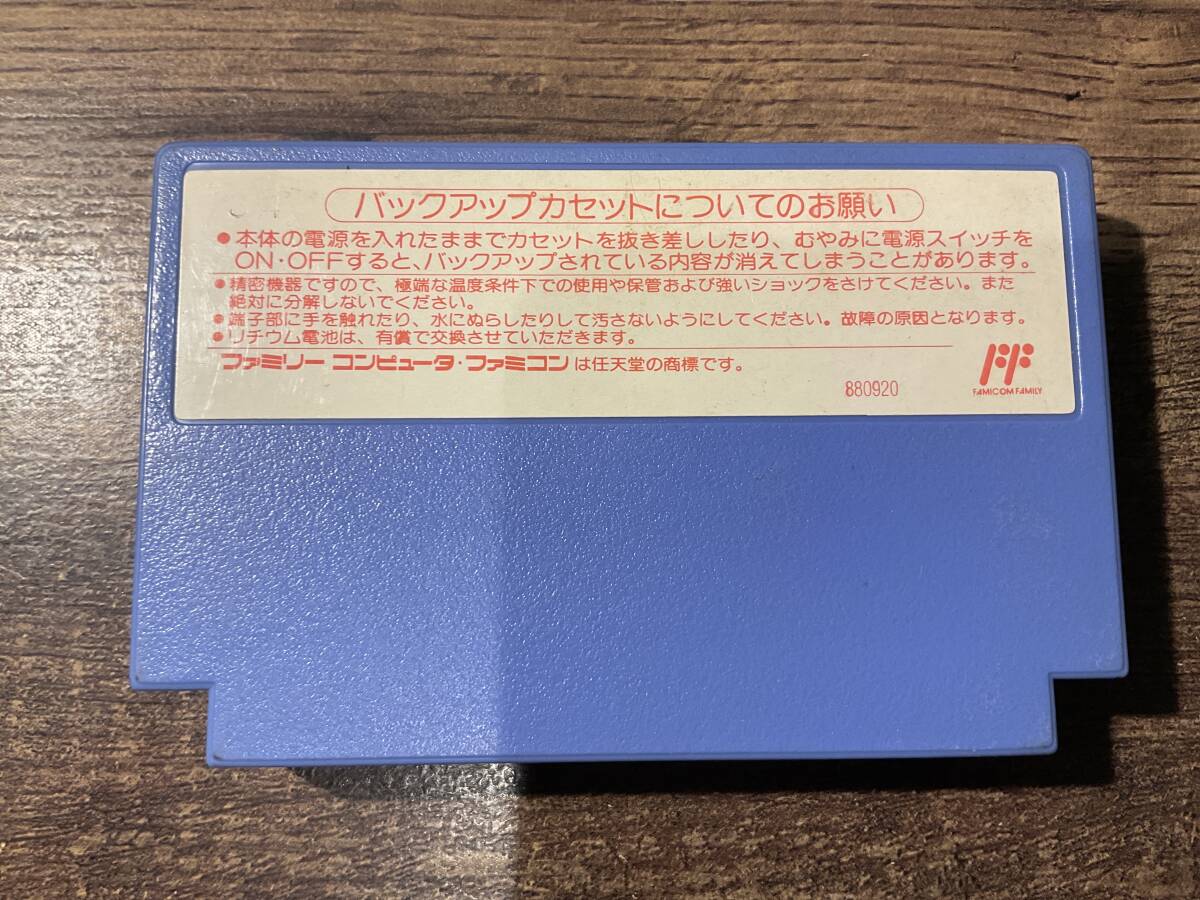 バックアップカセットについてのお願い
●本体の電源を入れたままでカセットを抜き差ししたり、むやみに電源スイッチを
ON・OFFすると、バックアップされている内容が消えてしまうことがあります。
●精密機器ですので、極端な温度条件下での使用や保管および強いショックをさけてください。また
絶対に分解しないでください。
●端子部に手を触れたり、水にぬらしたりして汚さないようにしてください。故障の原因となります。
●リチウム電池は、有償で交換させていただきます。
ファミリー コンピュータ・ファミコン は任天堂の商標です。
880920
FAMICOM FAMILY